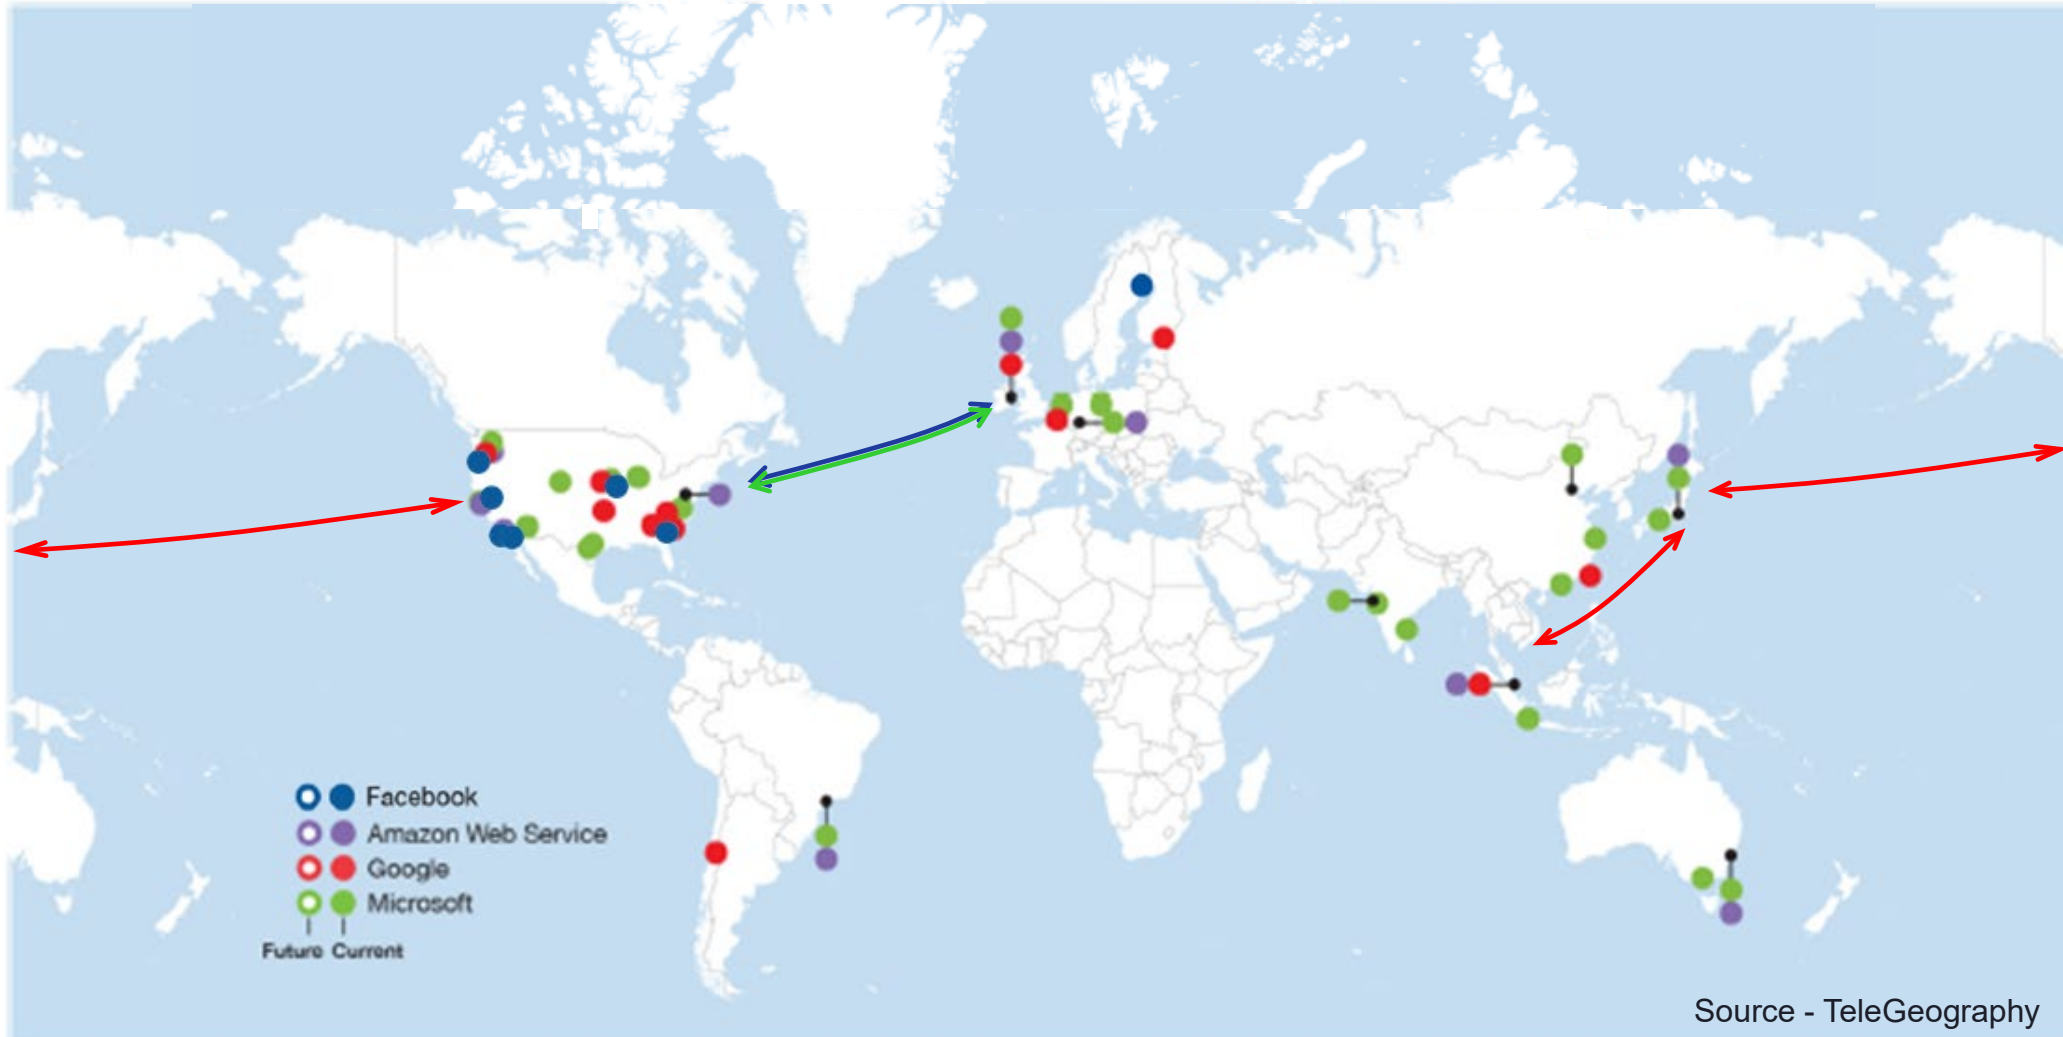 Facebook
Amazon Web Service
Google
Microsoft
Future Current
Source - TeleGeography